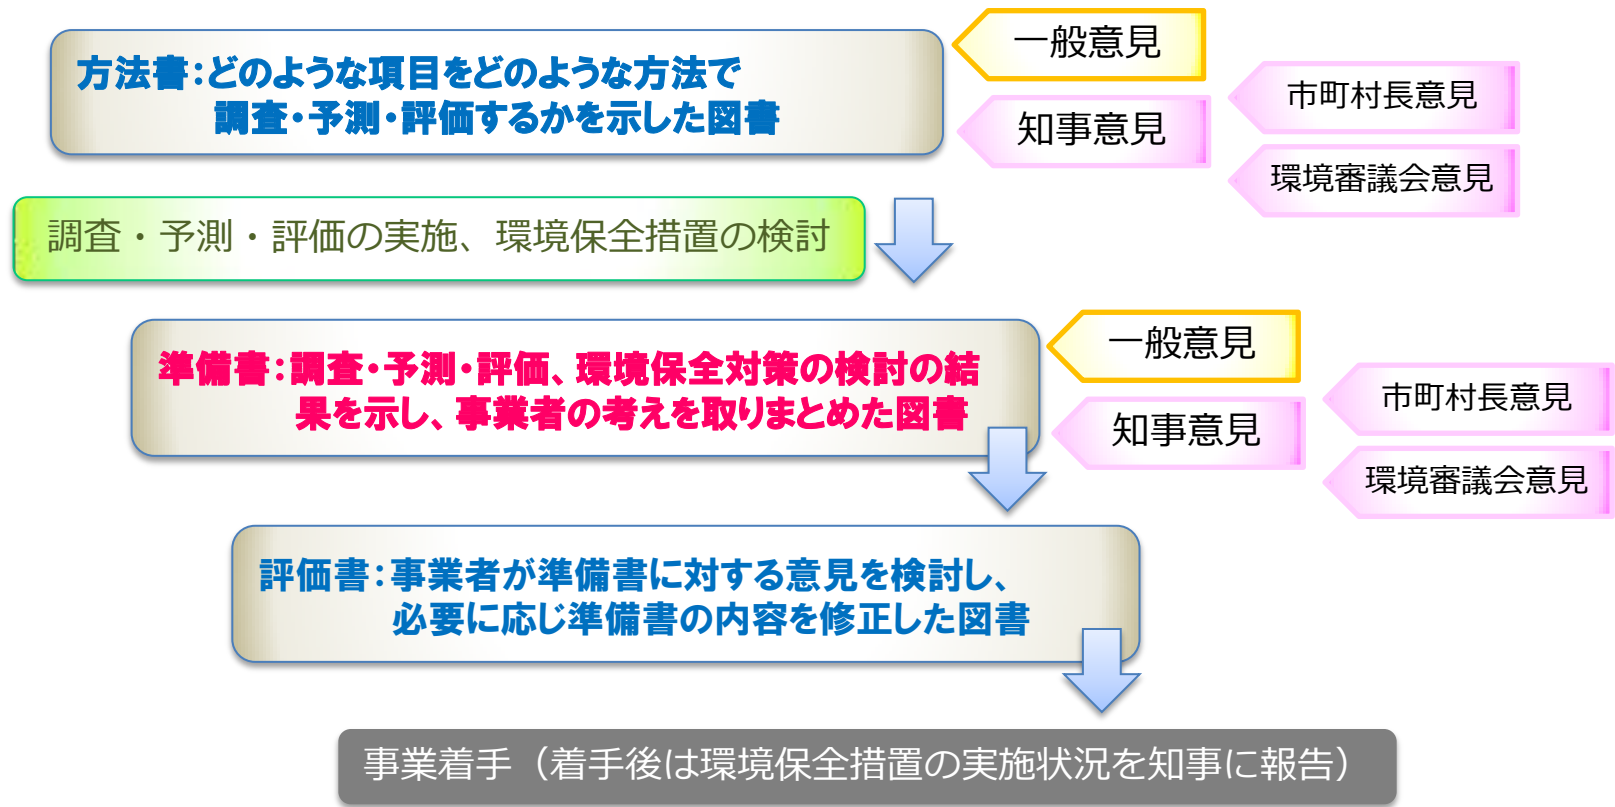 方法書：どのような項目をどのような方法で
調査・予測・評価するかを示した図書
一般意見
知事意見
市町村長意見
環境審議会意見
調査・予測・評価の実施、環境保全措置の検討
準備書：調査・予測・評価、環境保全対策の検討の結
果を示し、事業者の考えを取りまとめた図書
一般意見
知事意見
市町村長意見
環境審議会意見
評価書：事業者が準備書に対する意見を検討し、
必要に応じ準備書の内容を修正した図書
事業着手（着手後は環境保全措置の実施状況を知事に報告）